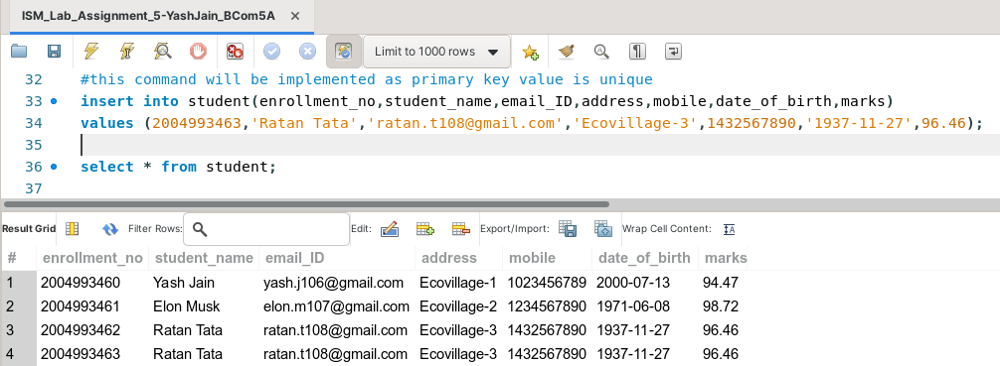 ISM_Lab_Assignment_5-YashJain_BCom5A ×
Limit to 1000 rows
32 #this command will be implemented as primary key value is unique
33 insert into student(enrollment_no,student_name,email_ID,address,mobile,date_of_birth,marks)
34 values (2004993463,'Ratan Tata','ratan.t108@gmail.com','Ecovillage-3',1432567890,'1937-11-27',96.46);
35
36 select * from student;
37
Result Grid Filter Rows: Edit: Export/Import: Wrap Cell Content: IA
# enrollment_no student_name email_ID address mobile date_of_birth marks
1 2004993460 Yash Jain yash.j106@gmail.com Ecovillage-1 1023456789 2000-07-13 94.47
2 2004993461 Elon Musk elon.m107@gmail.com Ecovillage-2 1234567890 1971-06-08 98.72
3 2004993462 Ratan Tata ratan.t108@gmail.com Ecovillage-3 1432567890 1937-11-27 96.46
4 2004993463 Ratan Tata ratan.t108@gmail.com Ecovillage-3 1432567890 1937-11-27 96.46